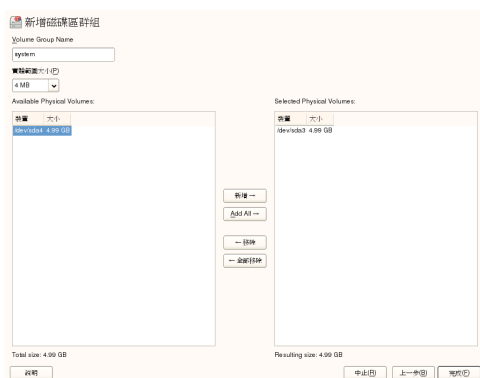 新增磁碟區群組
Volume Group Name
system
實體範圍大小(P)
4 MB
Available Physical Volumes:
Selected Physical Volumes:
裝置 大小
/dev/sda4 4.99 GB
裝置 大小
/dev/sda3 4.99 GB
新增 →
Add All →
← 移除
← 全部移除
Total size: 4.99 GB
Resulting size: 4.99 GB
說明
中止(R)
上一步(B)
完成(F)